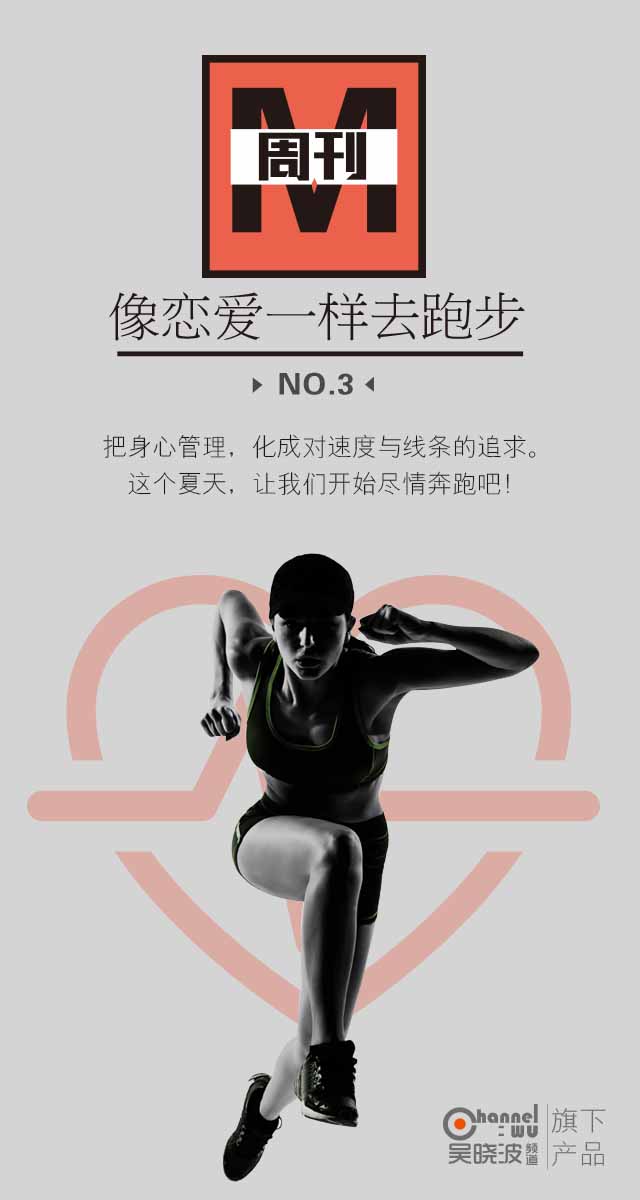 M
周刊
像恋爱一样去跑步
NO.3
把身心管理，化成对速度与线条的追求。
这个夏天，让我们开始尽情奔跑吧！
Channel
:wu
吴晓波频道
旗下
产品